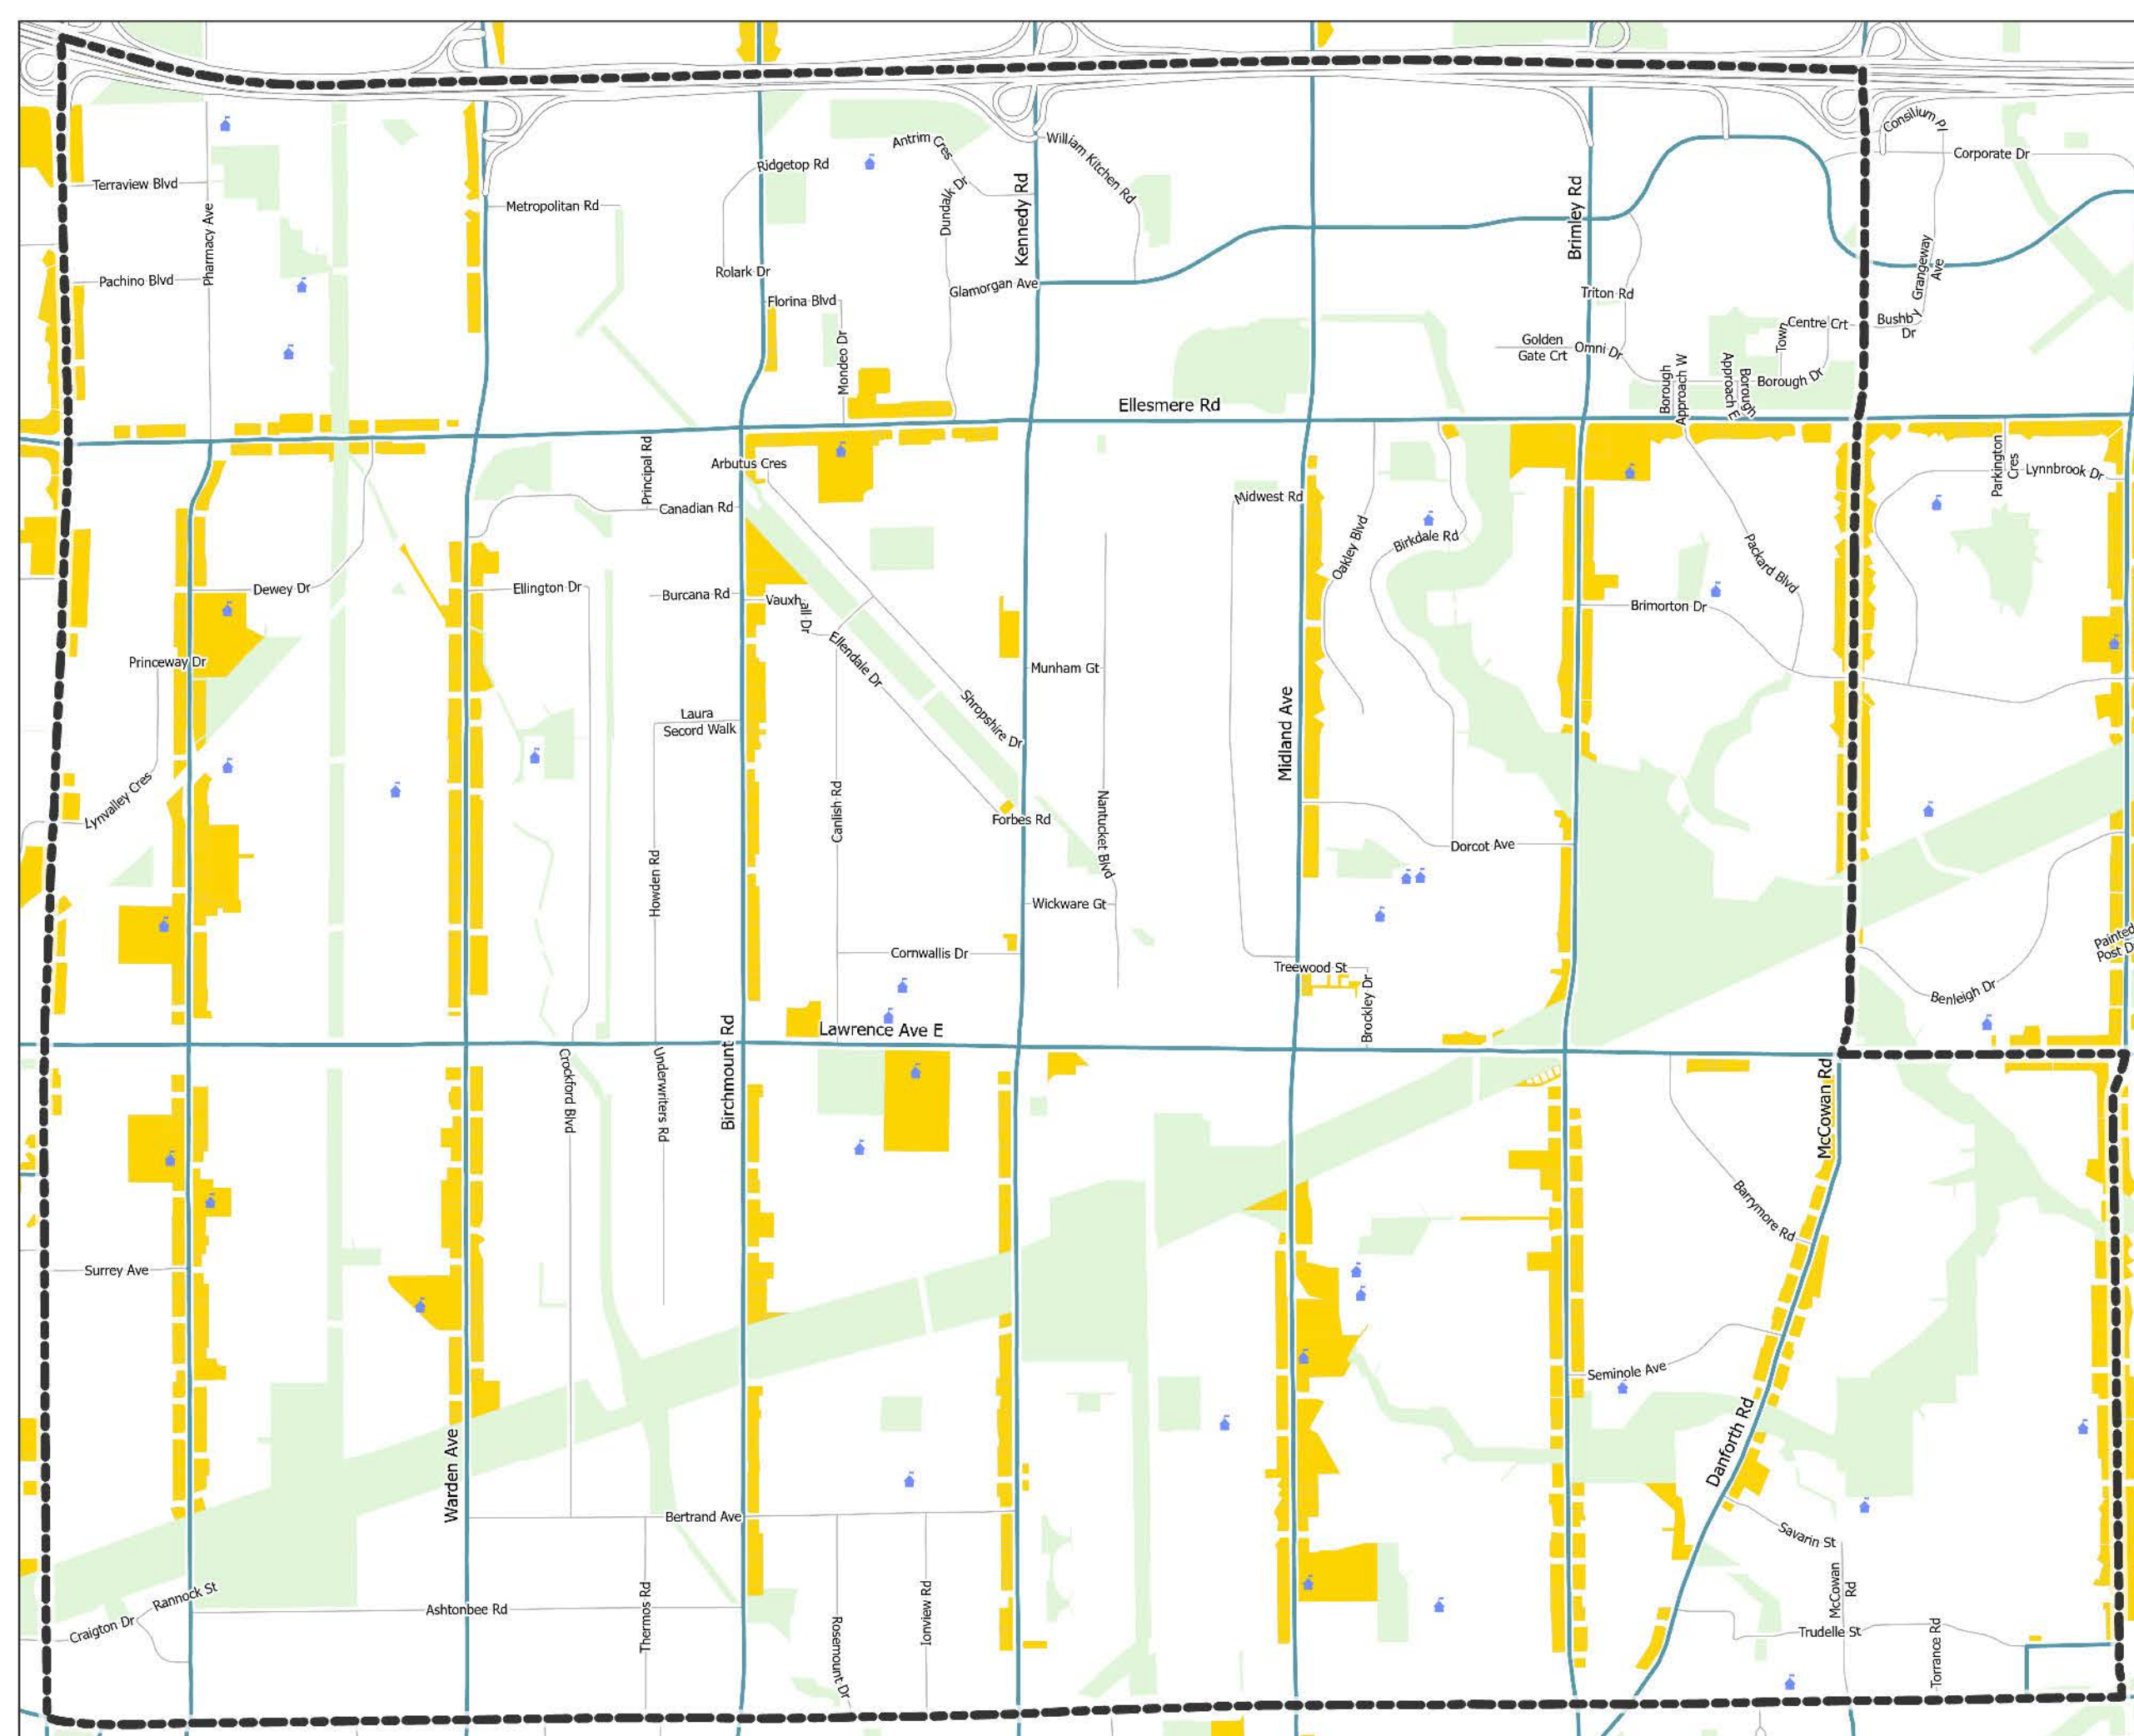 Consilium Pl
Corporate Dr
Antrim Cres
William Kitchen Rd
Ridgetop Rd
Terraview Blvd
Metropolitan Rd
Dundalk Dr
Kennedy Rd
Brimley Rd
Pharmacy Ave
Pachino Blvd
Rolark Dr
Glamorgan Ave
Florina Blvd
Triton Rd
Grangeway
Ave
Mondeo Dr
Town
Centre Crt
Bushby
Dr
Golden
Gate Crt
Omni Dr
Borough
Approach W
Borough
Approach E
Borough Dr
Ellesmere Rd
Principal Rd
Arbutus Cres
Canadian Rd
Midwest Rd
Parkington
Cres
Lynnbrook Dr
Oakley Blvd
Birkdale Rd
Packard Blvd
Dewey Dr
Ellington Dr
Burcana Rd
Vauxhall Dr
Brimorton Dr
Princeway Dr
Ellendale Dr
Munham Gt
Shropshire Dr
Laura
Secord Walk
Midland Ave
Lynvalley Cres
Canlish Rd
Forbes Rd
Nantucket Blvd
Dorcot Ave
Howden Rd
Wickware Gt
Cornwallis Dr
Treewood St
Brockley Dr
Painted
Post D
Benleigh Dr
Lawrence Ave E
Crockford Blvd
Underwriters Rd
Birchmount Rd
McCowan Rd
Barrymore Rd
Surrey Ave
Seminole Ave
Danforth Rd
Warden Ave
Bertrand Ave
Savarin St
McCowan
Rd
Rannock St
Craigton Dr
Ashtonbee Rd
Thermos Rd
Rosemount Dr
Ionview Rd
Trudelle St
Torrance Rd